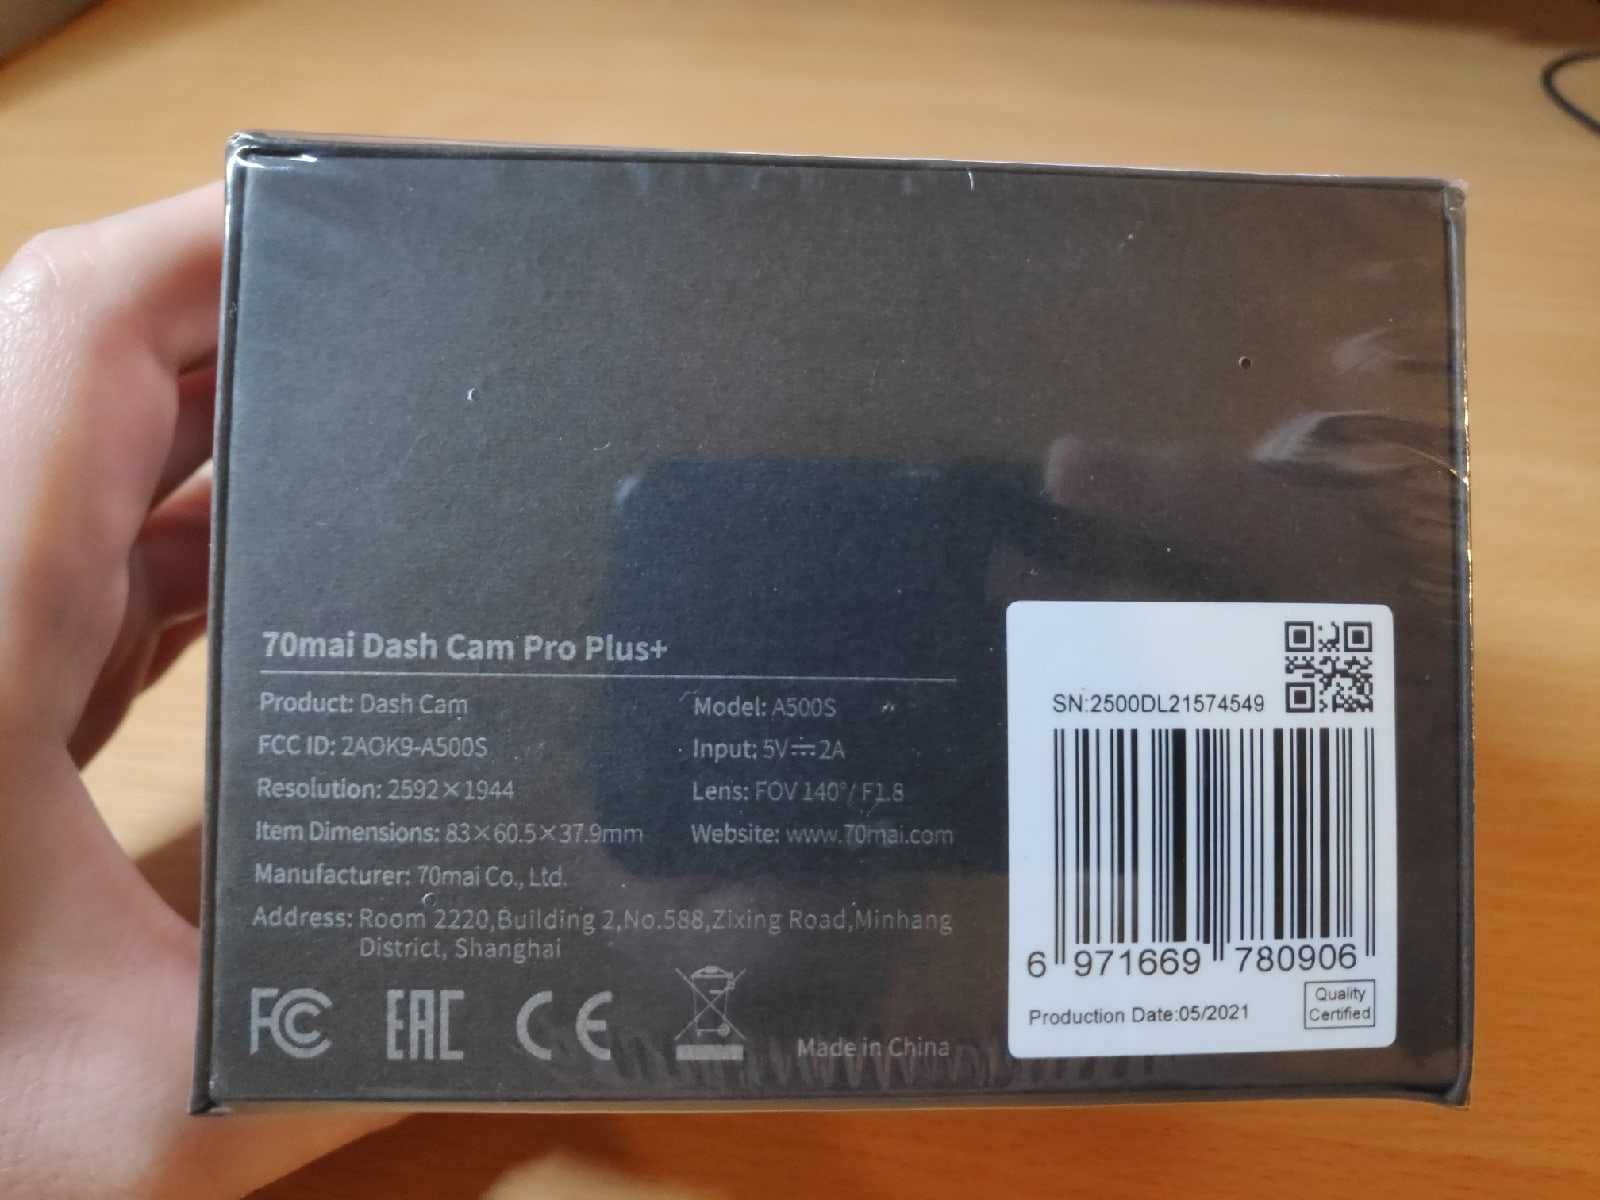 70mai Dash Cam Pro Plus+
Product: Dash Cam
Model: A500S
FCC ID: 2AOK9-A500S
Input: 5V⎓2A
Resolution: 2592×1944
Lens: FOV 140°/ F1.8
Item Dimensions: 83×60.5×37.9mm
Website: www.70mai.com
Manufacturer: 70mai Co., Ltd.
Address: Room 2220,Building 2,No.588,Zixing Road,Minhang
District, Shanghai
FC EAC CE
Made in China
SN:2500DL21574549
6 971669 780906
Production Date:05/2021
Quality
Certified